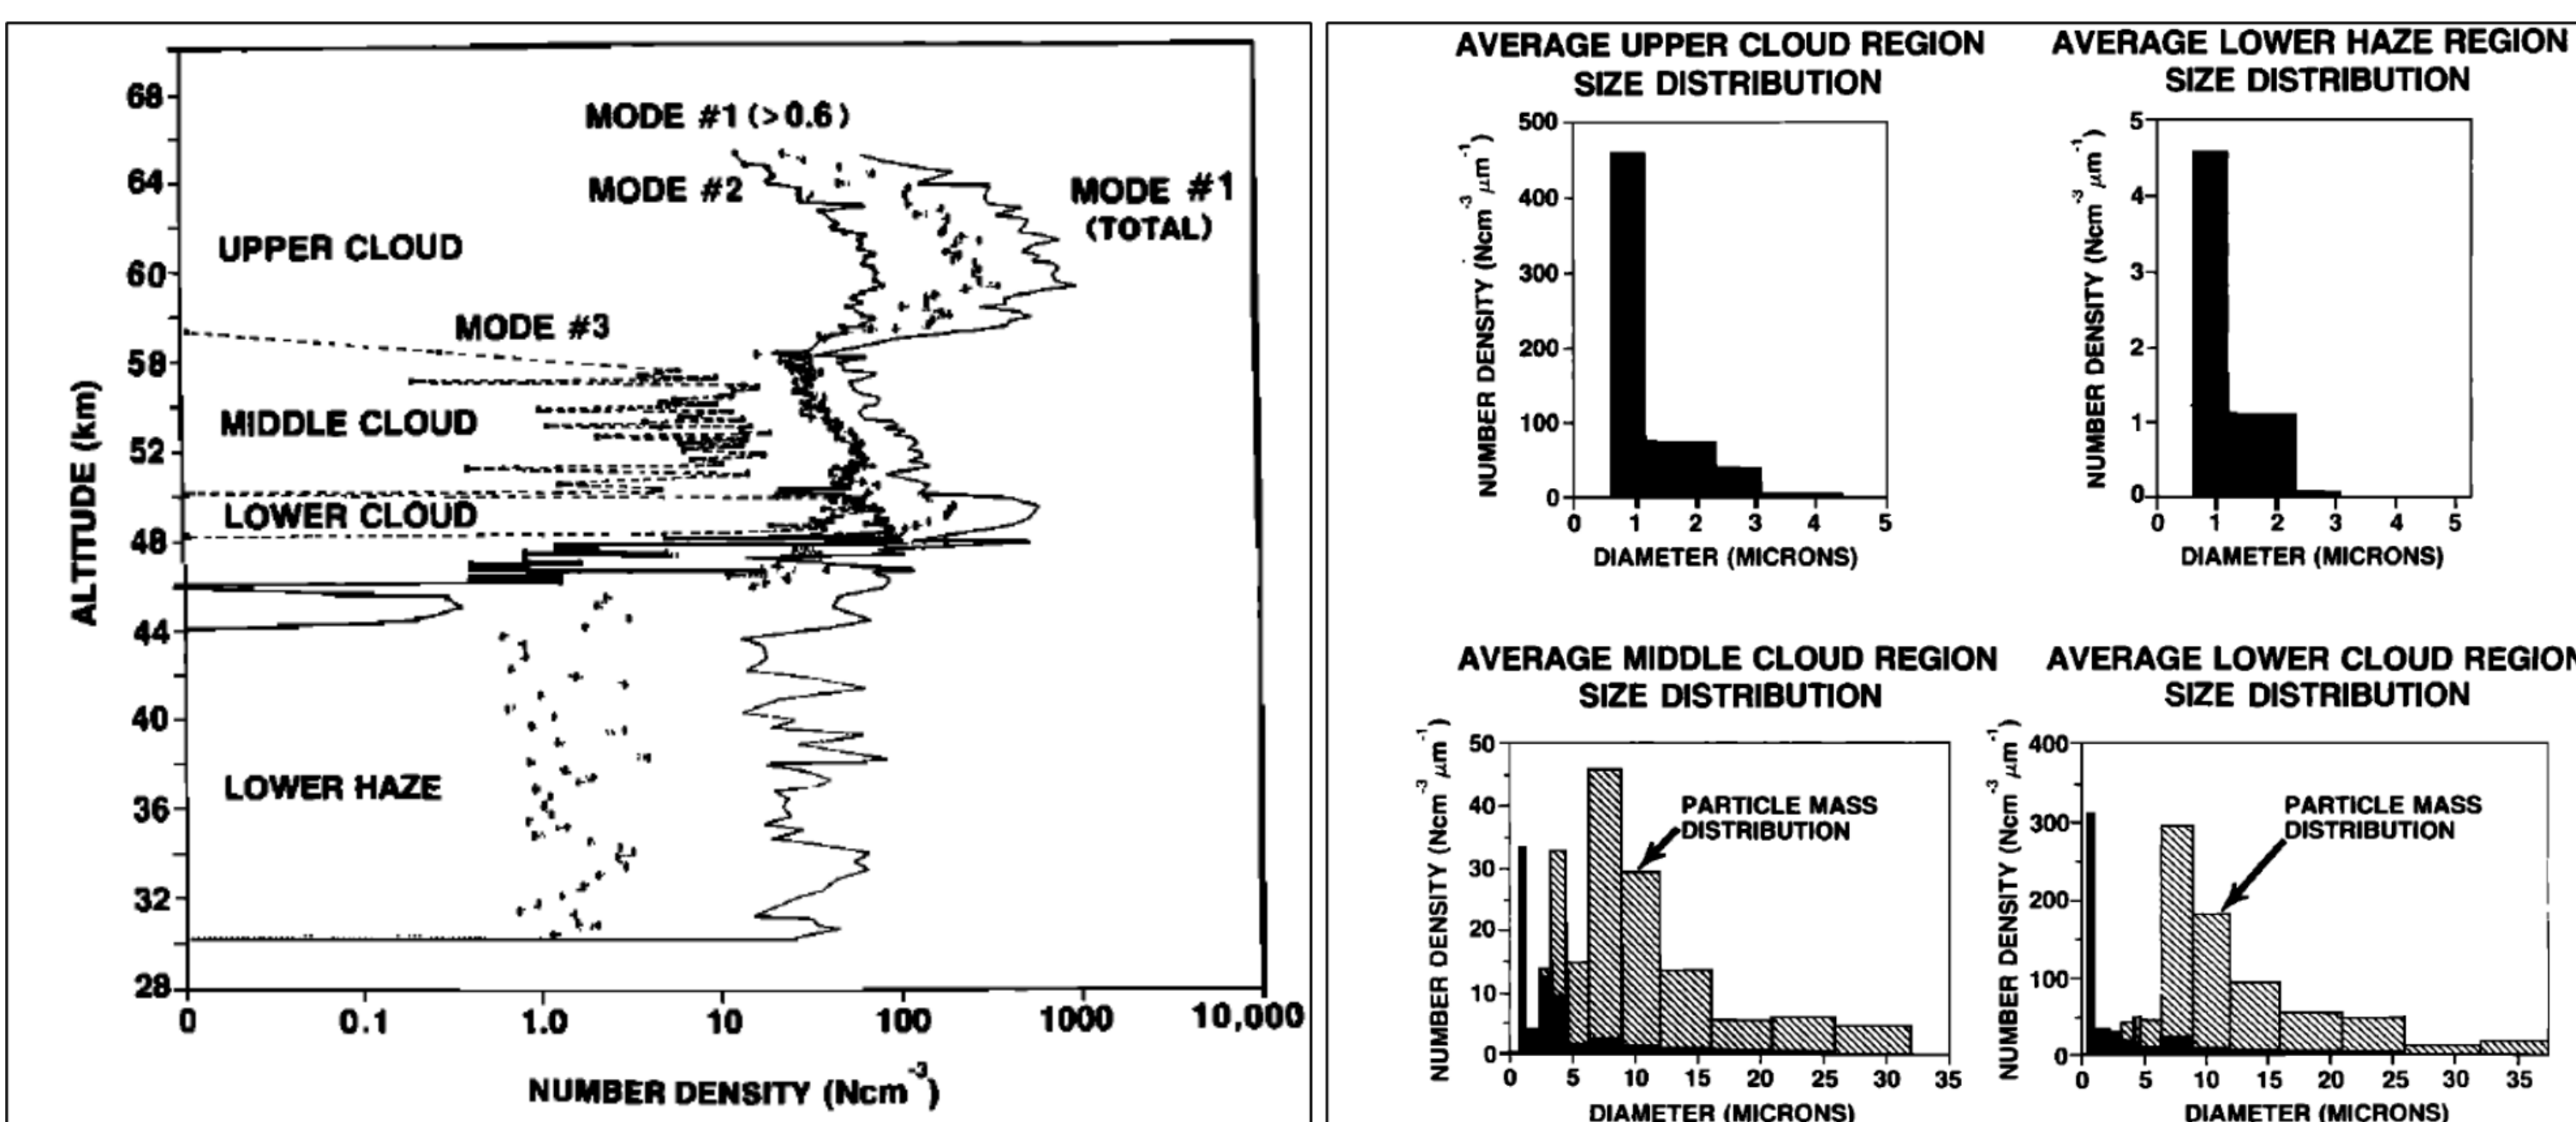 68
64
60
58
52
48
44
40
36
32
28
ALTITUDE (km)
MODE #1 (>0.6)
MODE #2
MODE #1
(TOTAL)
UPPER CLOUD
MODE #3
MIDDLE CLOUD
LOWER CLOUD
LOWER HAZE
0 0.1 1.0 10 100 1000 10,000
NUMBER DENSITY (Ncm-3)
AVERAGE UPPER CLOUD REGION
SIZE DISTRIBUTION
500
400
300
200
100
0
NUMBER DENSITY (Ncm-3 μm-1)
0 1 2 3 4 5
DIAMETER (MICRONS)
AVERAGE LOWER HAZE REGION
SIZE DISTRIBUTION
5
4
3
2
1
0
NUMBER DENSITY (Ncm-3 μm-1)
0 1 2 3 4 5
DIAMETER (MICRONS)
AVERAGE MIDDLE CLOUD REGION
SIZE DISTRIBUTION
50
40
30
20
10
0
NUMBER DENSITY (Ncm-3 μm-1)
PARTICLE MASS
DISTRIBUTION
0 5 10 15 20 25 30 35
DIAMETER (MICRONS)
AVERAGE LOWER CLOUD REGION
SIZE DISTRIBUTION
400
300
200
100
0
NUMBER DENSITY (Ncm-3 μm-1)
PARTICLE MASS
DISTRIBUTION
0 5 10 15 20 25 30 35
DIAMETER (MICRONS)